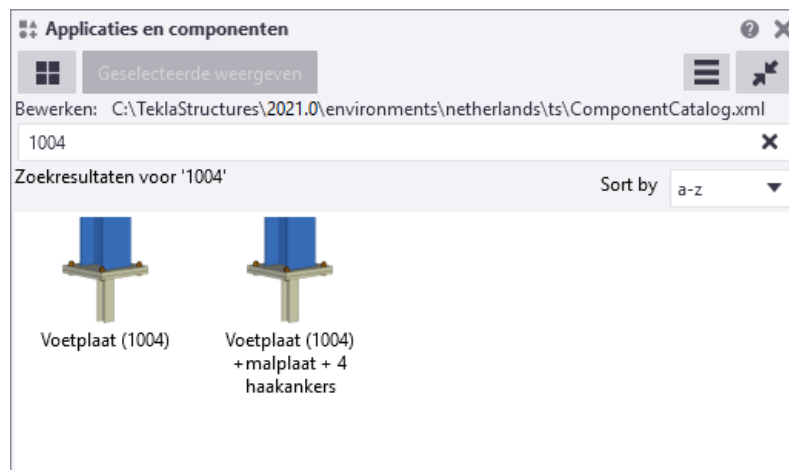 Applicaties en componenten
Geselecteerde weergeven
Bewerken: C:\TeklaStructures\2021.0\environments\netherlands\ts\ComponentCatalog.xml
1004
Zoekresultaten voor '1004'
Sort by a-z
Voetplaat (1004)
Voetplaat (1004)
+malplaat + 4
haakankers